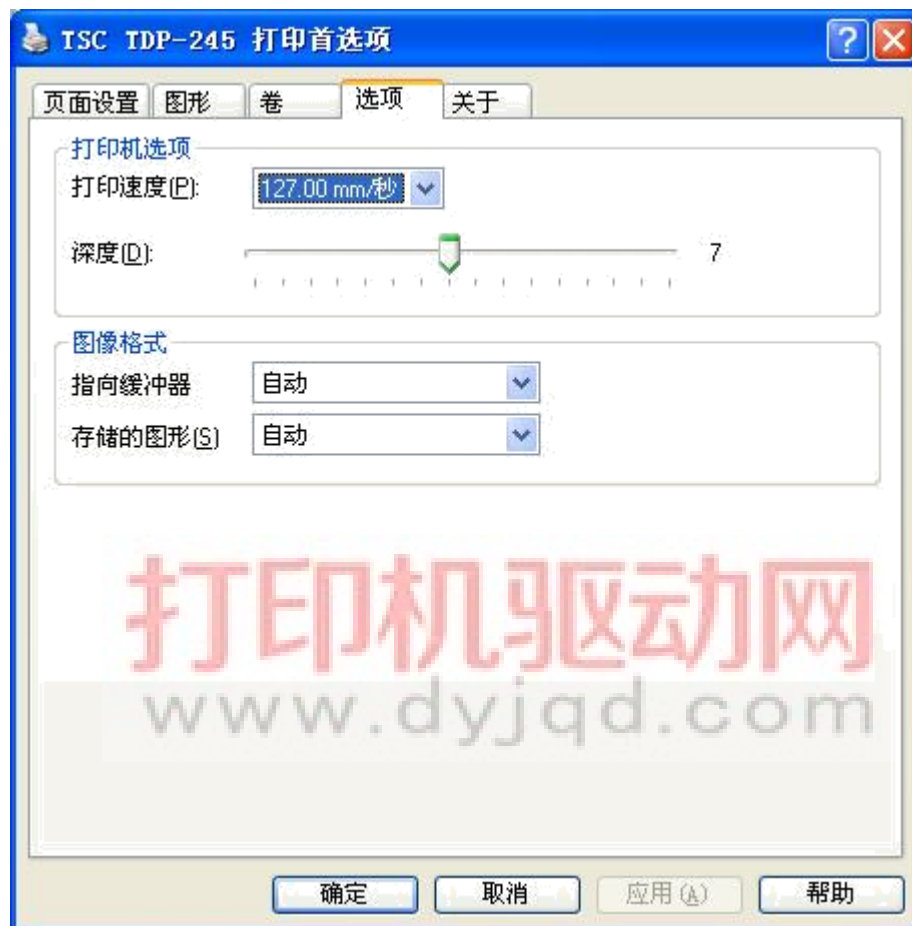 TSC TDP-245 打印首选项
页面设置 图形 卷 选项 关于
打印机选项
打印速度(P): 127.00 mm/秒
深度(D): 7
图像格式
指向缓冲器 自动
存储的图形(S) 自动
打印机驱动网
www.dyjqd.com
确定 取消 应用(A) 帮助